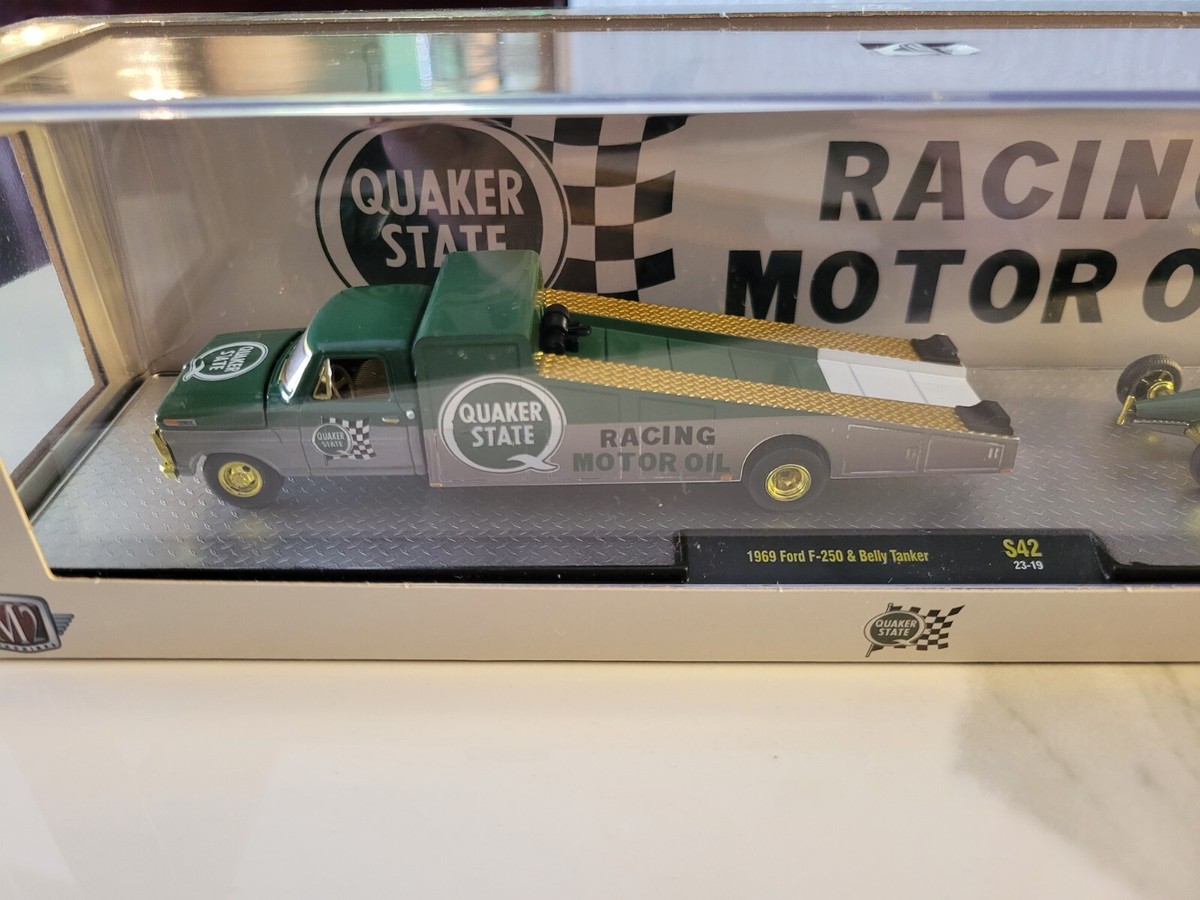 QUAKER
STATE
RACING
MOTOR O
QUAKER
STATE
QUAKER
STATE
QUAKER
STATE
RACING
MOTOR OIL
1969 Ford F-250 & Belly Tanker
S42
23-19
M2
QUAKER
STATE